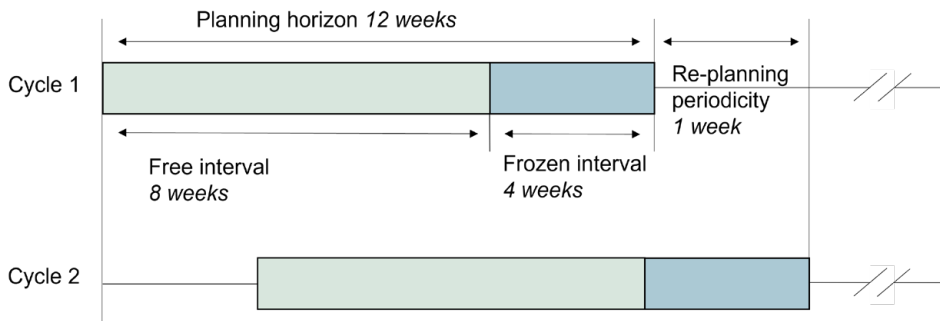 Planning horizon 12 weeks
Cycle 1
Re-planning
periodicity
1 week
Free interval
8 weeks
Frozen interval
4 weeks
Cycle 2